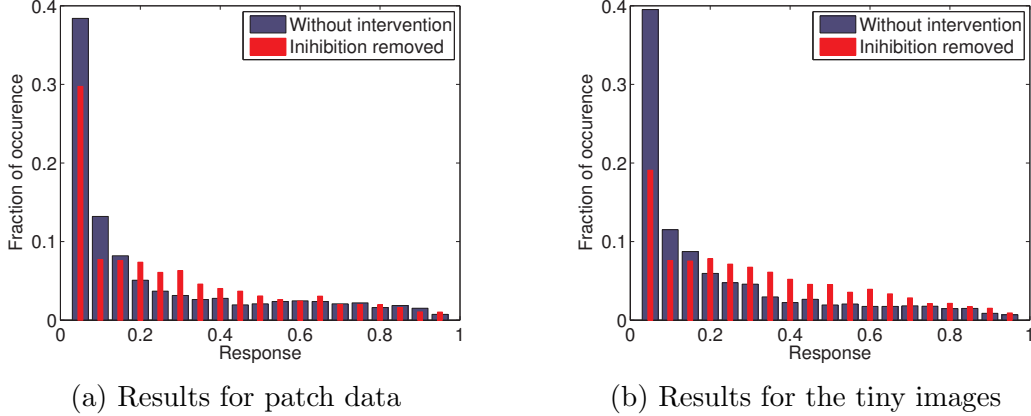 0.4
0.3
0.2
0.1
0
Fraction of occurence
0 0.2 0.4 0.6 0.8 1
Response
Without intervention
Inihibition removed
(a) Results for patch data
0.4
0.3
0.2
0.1
0
Fraction of occurence
0 0.2 0.4 0.6 0.8 1
Response
Without intervention
Inihibition removed
(b) Results for the tiny images